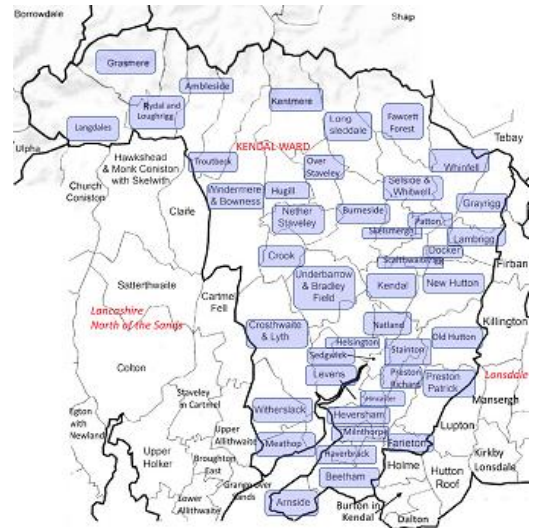 Borrowdale
Shap
Grasmere
Ambleside
Rydal and
Loughrigg
Kentmere
Long
sleddale
Fawcett
Forest
Langdales
Tebay
Ulpha
KENDAL WARD
Hawkshead
& Monk Coniston
with Skelwith
Troutbeck
Over
Staveley
Whinfell
Church
Coniston
Windermere
& Bowness
Hugill
Selside &
Whitwell
Claife
Nether
Staveley
Burneside
Patton
Grayrigg
Skelsmergh
Lambrigg
Docker
Crook
Scalthwaiterigg
Firban
Satterthwaite
Underbarrow
& Bradley
Field
Kendal
New Hutton
Cartmel
Fell
Lancashire
North of the Sands
Killington
Crosthwaite
& Lyth
Natland
Old Hutton
Helsington
Sedgwick
Stainton
Colton
Levens
Preston
Richard
Preston
Patrick
Lonsdale
Staveley
in Cartmel
Hincaster
Mansergh
Egton
with
Newland
Witherslack
Heversham
Lupton
Upper
Allithwaite
Milnthorpe
Meathop
Farleton
Upper
Holker
Broughton
East
Haverbrack
Holme
Kirkby
Lonsdale
Hutton
Roof
Beetham
Grange over
Sands
Lower
Allithwaite
Arnside
Burton in
Kendal
Dalton